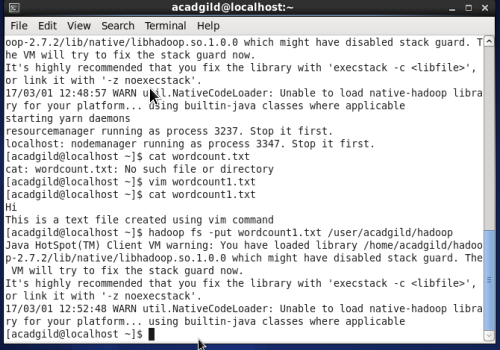 acadgild@localhost:~
File Edit View Search Terminal Help
oop-2.7.2/lib/native/libhadoop.so.1.0.0 which might have disabled stack guard. T
he VM will try to fix the stack guard now.
It's highly recommended that you fix the library with 'execstack -c <libfile>',
or link it with '-z noexecstack'.
17/03/01 12:48:57 WARN util.NativeCodeLoader: Unable to load native-hadoop libra
ry for your platform... using builtin-java classes where applicable
starting yarn daemons
resourcemanager running as process 3237. Stop it first.
localhost: nodemanager running as process 3347. Stop it first.
[acadgild@localhost ~]$ cat wordcount.txt
cat: wordcount.txt: No such file or directory
[acadgild@localhost ~]$ vim wordcount1.txt
[acadgild@localhost ~]$ cat wordcount1.txt
Hi
This is a text file created using vim command
[acadgild@localhost ~]$ hadoop fs -put wordcount1.txt /user/acadgild/hadoop
Java HotSpot(TM) Client VM warning: You have loaded library /home/acadgild/hadoo
p-2.7.2/lib/native/libhadoop.so.1.0.0 which might have disabled stack guard. The
VM will try to fix the stack guard now.
It's highly recommended that you fix the library with 'execstack -c <libfile>',
or link it with '-z noexecstack'.
17/03/01 12:52:48 WARN util.NativeCodeLoader: Unable to load native-hadoop libra
ry for your platform... using builtin-java classes where applicable
[acadgild@localhost ~]$